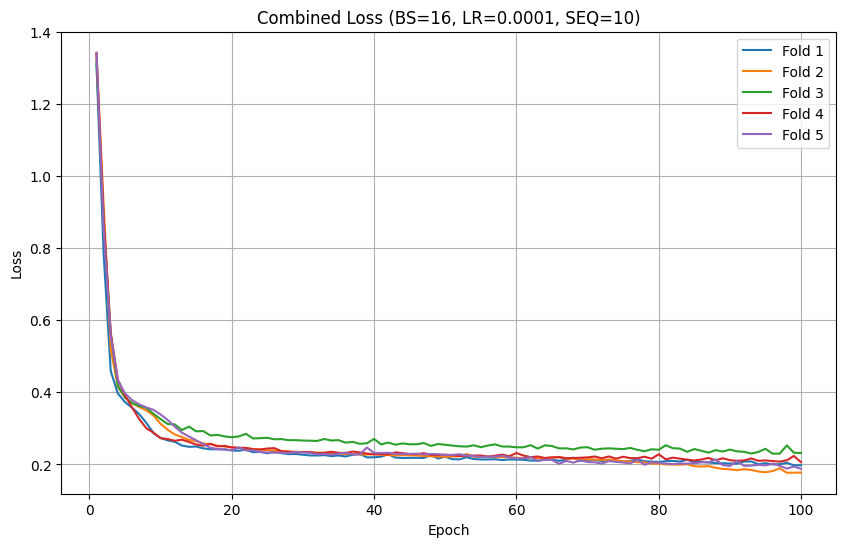 Combined Loss (BS=16, LR=0.0001, SEQ=10)
Loss
1.4
1.2
1.0
0.8
0.6
0.4
0.2
Fold 1
Fold 2
Fold 3
Fold 4
Fold 5
0 20 40 60 80 100
Epoch